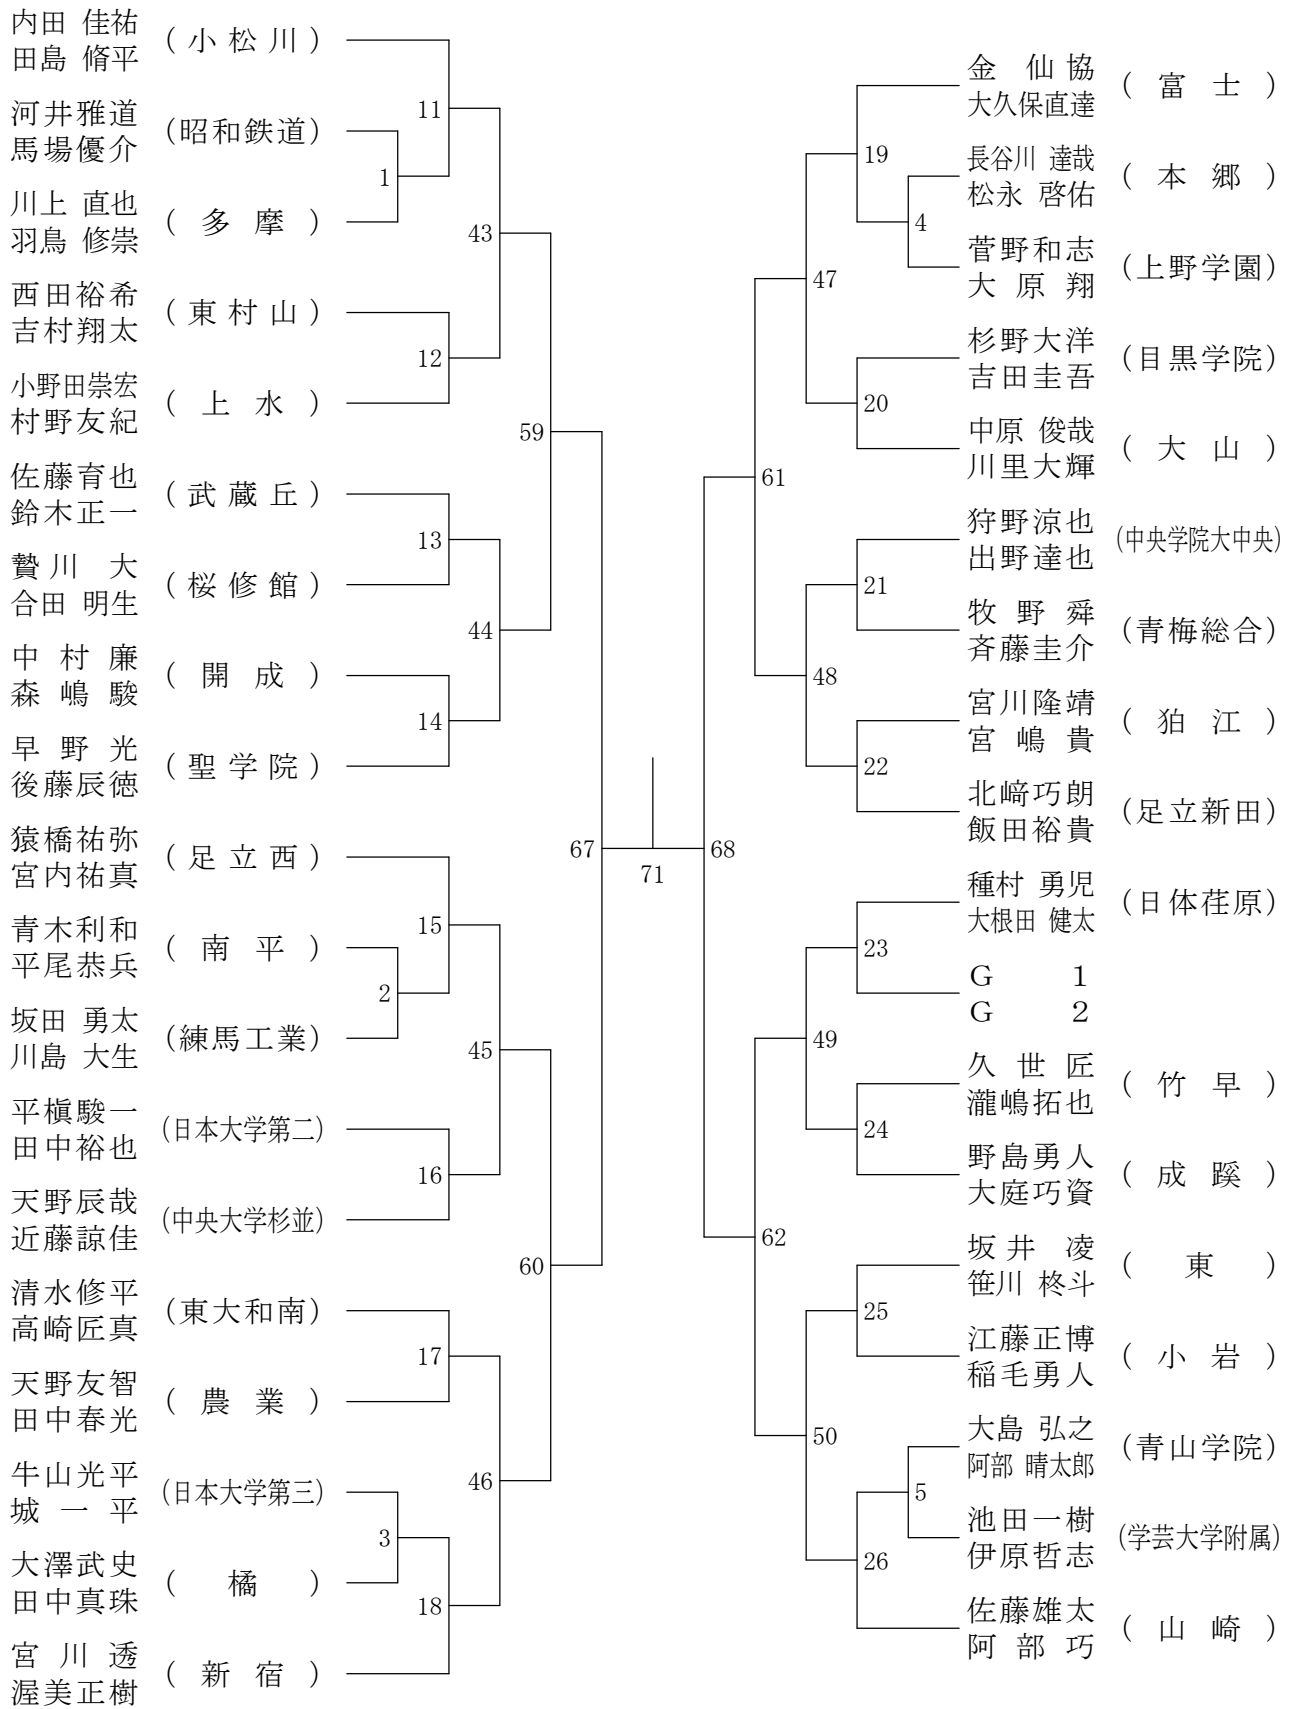 内田 佳祐
田島 脩平
(小松川)
河井雅道
馬場優介
(昭和鉄道)
川上 直也
羽鳥 修崇
(多摩)
西田裕希
吉村翔太
(東村山)
小野田崇宏
村野友紀
(上水)
佐藤育也
鈴木正一
(武蔵丘)
贄川 大
合田 明生
(桜修館)
中村廉
森嶋駿
(開成)
早野光
後藤辰徳
(聖学院)
猿橋祐弥
宮内祐真
(足立西)
青木利和
平尾恭兵
(南平)
坂田 勇太
川島 大生
(練馬工業)
平槇駿一
田中裕也
(日本大学第二)
天野辰哉
近藤諒佳
(中央大学杉並)
清水修平
高崎匠真
(東大和南)
天野友智
田中春光
(農業)
牛山光平
城一平
(日本大学第三)
大澤武史
田中真珠
(橘)
宮川透
渥美正樹
(新宿)
1
2
3
11
12
13
14
15
16
17
18
43
44
45
46
59
60
67
71
68
61
62
47
48
49
50
19
20
21
22
23
24
25
26
4
5
金 仙協
大久保直達
(富士)
長谷川 達哉
松永 啓佑
(本郷)
菅野和志
大原翔
(上野学園)
杉野大洋
吉田圭吾
(目黒学院)
中原 俊哉
川里大輝
(大山)
狩野涼也
出野達也
(中央学院大中央)
牧野舜
斉藤圭介
(青梅総合)
宮川隆靖
宮嶋貴
(狛江)
北﨑巧朗
飯田裕貴
(足立新田)
種村 勇児
大根田 健太
(日体荏原)
G 1
G 2
久世匠
瀧嶋拓也
(竹早)
野島勇人
大庭巧資
(成蹊)
坂井 凌
笹川 柊斗
(東)
江藤正博
稲毛勇人
(小岩)
大島 弘之
阿部 晴太郎
(青山学院)
池田一樹
伊原哲志
(学芸大学附属)
佐藤雄太
阿部巧
(山崎)